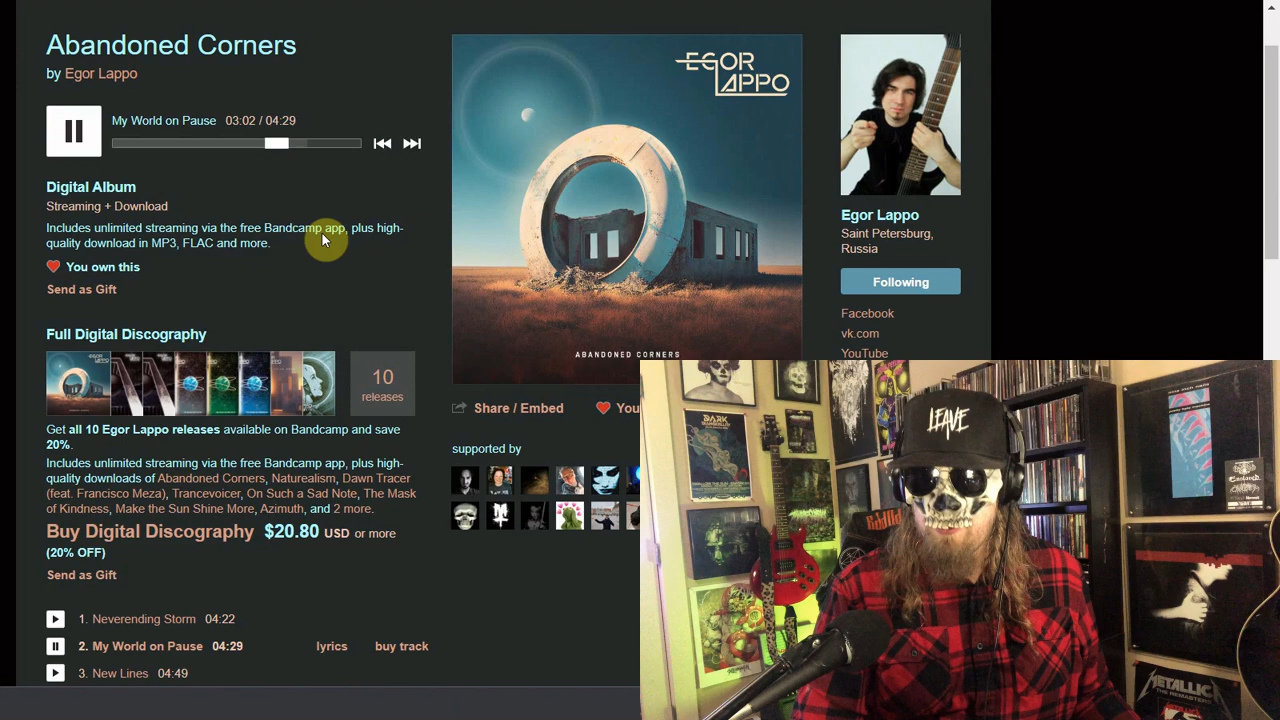 Abandoned Corners
by Egor Lappo
My World on Pause 03:02 / 04:29
Digital Album
Streaming + Download
Includes unlimited streaming via the free Bandcamp app, plus high-
quality download in MP3, FLAC and more.
You own this
Send as Gift
Full Digital Discography
10
releases
Get all 10 Egor Lappo releases available on Bandcamp and save
20%.
Includes unlimited streaming via the free Bandcamp app, plus high-
quality downloads of Abandoned Corners, Naturealism, Dawn Tracer
(feat. Francisco Meza), Trancevoicer, On Such a Sad Note, The Mask
of Kindness, Make the Sun Shine More, Azimuth, and 2 more.
Buy Digital Discography $20.80 USD or more
(20% OFF)
Send as Gift
1. Neverending Storm 04:22
2. My World on Pause 04:29 lyrics buy track
3. New Lines 04:49
EGOR
LAPPO
ABANDONED CORNERS
Share / Embed You
supported by
Egor Lappo
Saint Petersburg,
Russia
Following
Facebook
vk.com
YouTube
LEAVE
DARK
METALLICA
THE REMASTERS